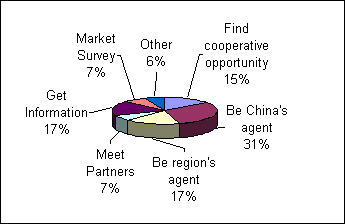 Find
cooperative
opportunity
15%
Be China's
agent
31%
Be region's
agent
17%
Meet
Partners
7%
Get
Information
17%
Market
Survey
7%
Other
6%